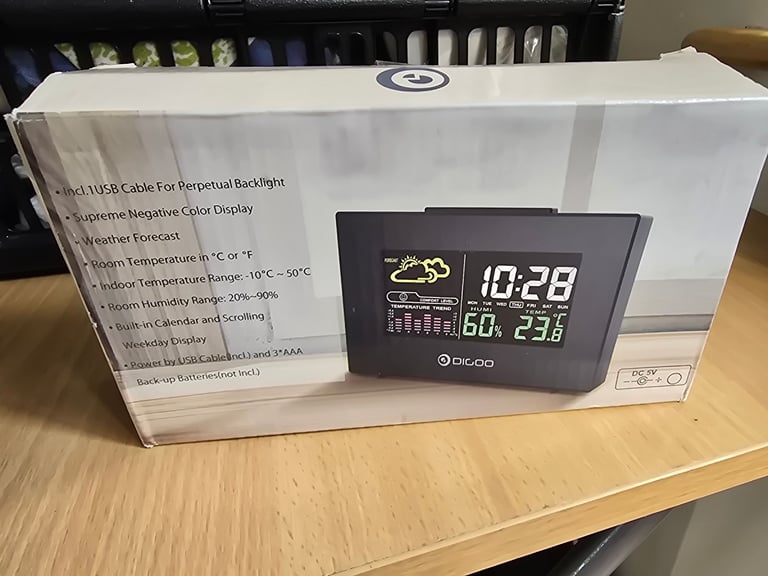 • Incl.1USB Cable For Perpetual Backlight
• Supreme Negative Color Display
• Weather Forecast
• Room Temperature in °C or °F
• Indoor Temperature Range: -10°C ~ 50°C
• Room Humidity Range: 20%~90%
• Built-in Calendar and Scrolling
Weekday Display
• Power by USB Cable(Incl.) and 3*AAA
Back-up Batteries(not Incl.)
FORECAST
10:28
COMFORT LEVEL
MON TUE WED THU FRI SAT SUN
TEMPERATURE TREND
HUMI TEMP
60% 23.8 °C
DIGOO
DC 5V
− +